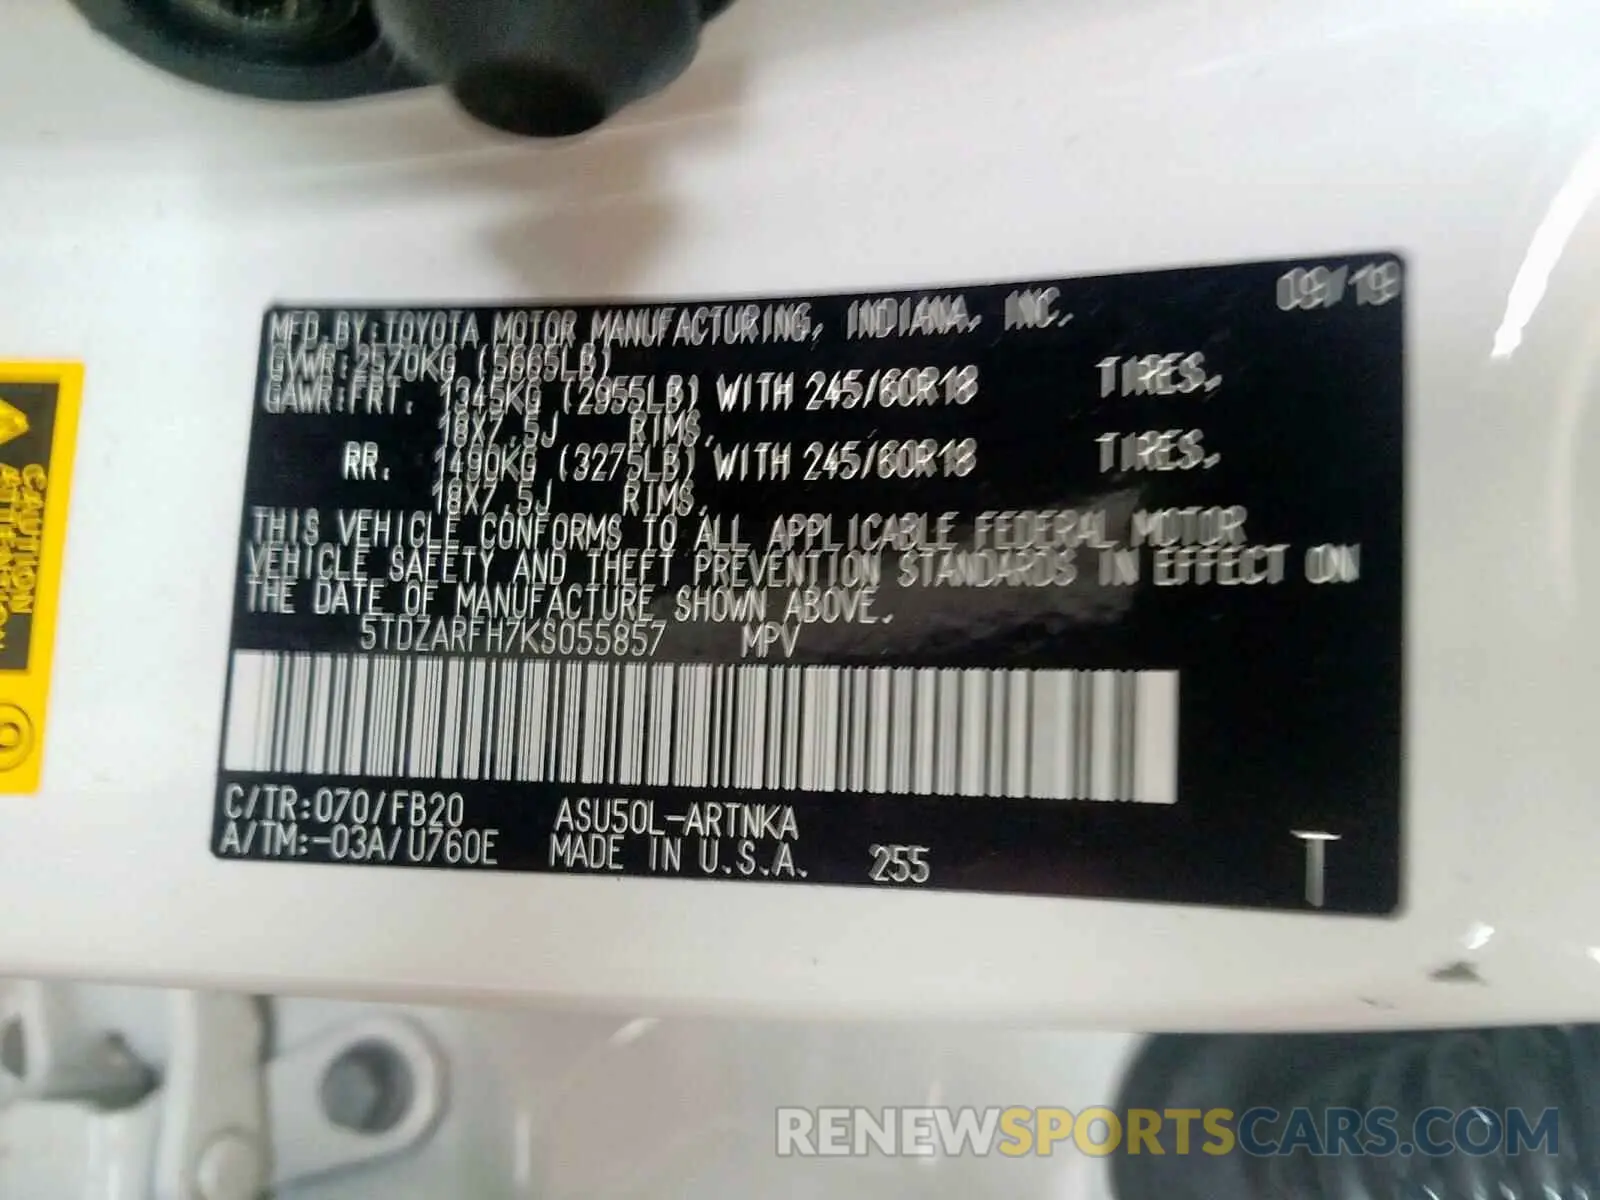 MFD.BY:TOYOTA MOTOR MANUFACTURING, INDIANA, INC. 09/19
GVWR:2570KG (5665LB)
GAWR:FRT. 1345KG (2955LB) WITH 245/60R18 TIRES,
18X7.5J RIMS,
RR. 1490KG (3275LB) WITH 245/60R18 TIRES,
18X7.5J RIMS,
THIS VEHICLE CONFORMS TO ALL APPLICABLE FEDERAL MOTOR
VEHICLE SAFETY AND THEFT PREVENTION STANDARDS IN EFFECT ON
THE DATE OF MANUFACTURE SHOWN ABOVE.
5TDZARFH7KS055857 MPV
C/TR:070/FB20 ASU50L-ARTNKA
A/TM:-03A/U760E MADE IN U.S.A. 255 T
CAUTION
ATTENTION
RENEWSPORTSCARS.COM